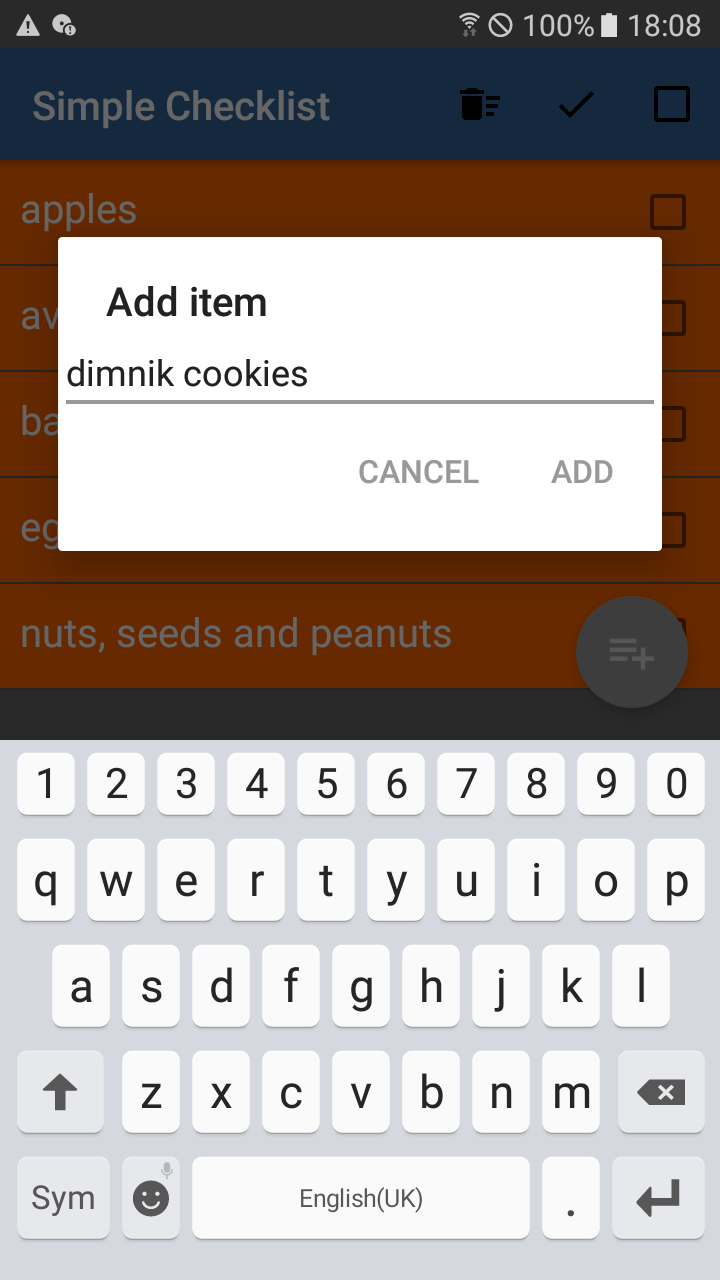 100% 18:08
Simple Checklist
apples
Add item
av
dimnik cookies
ba
CANCEL ADD
eg
nuts, seeds and peanuts
1 2 3 4 5 6 7 8 9 0
q w e r t y u i o p
a s d f g h j k l
z x c v b n m
Sym English(UK) .